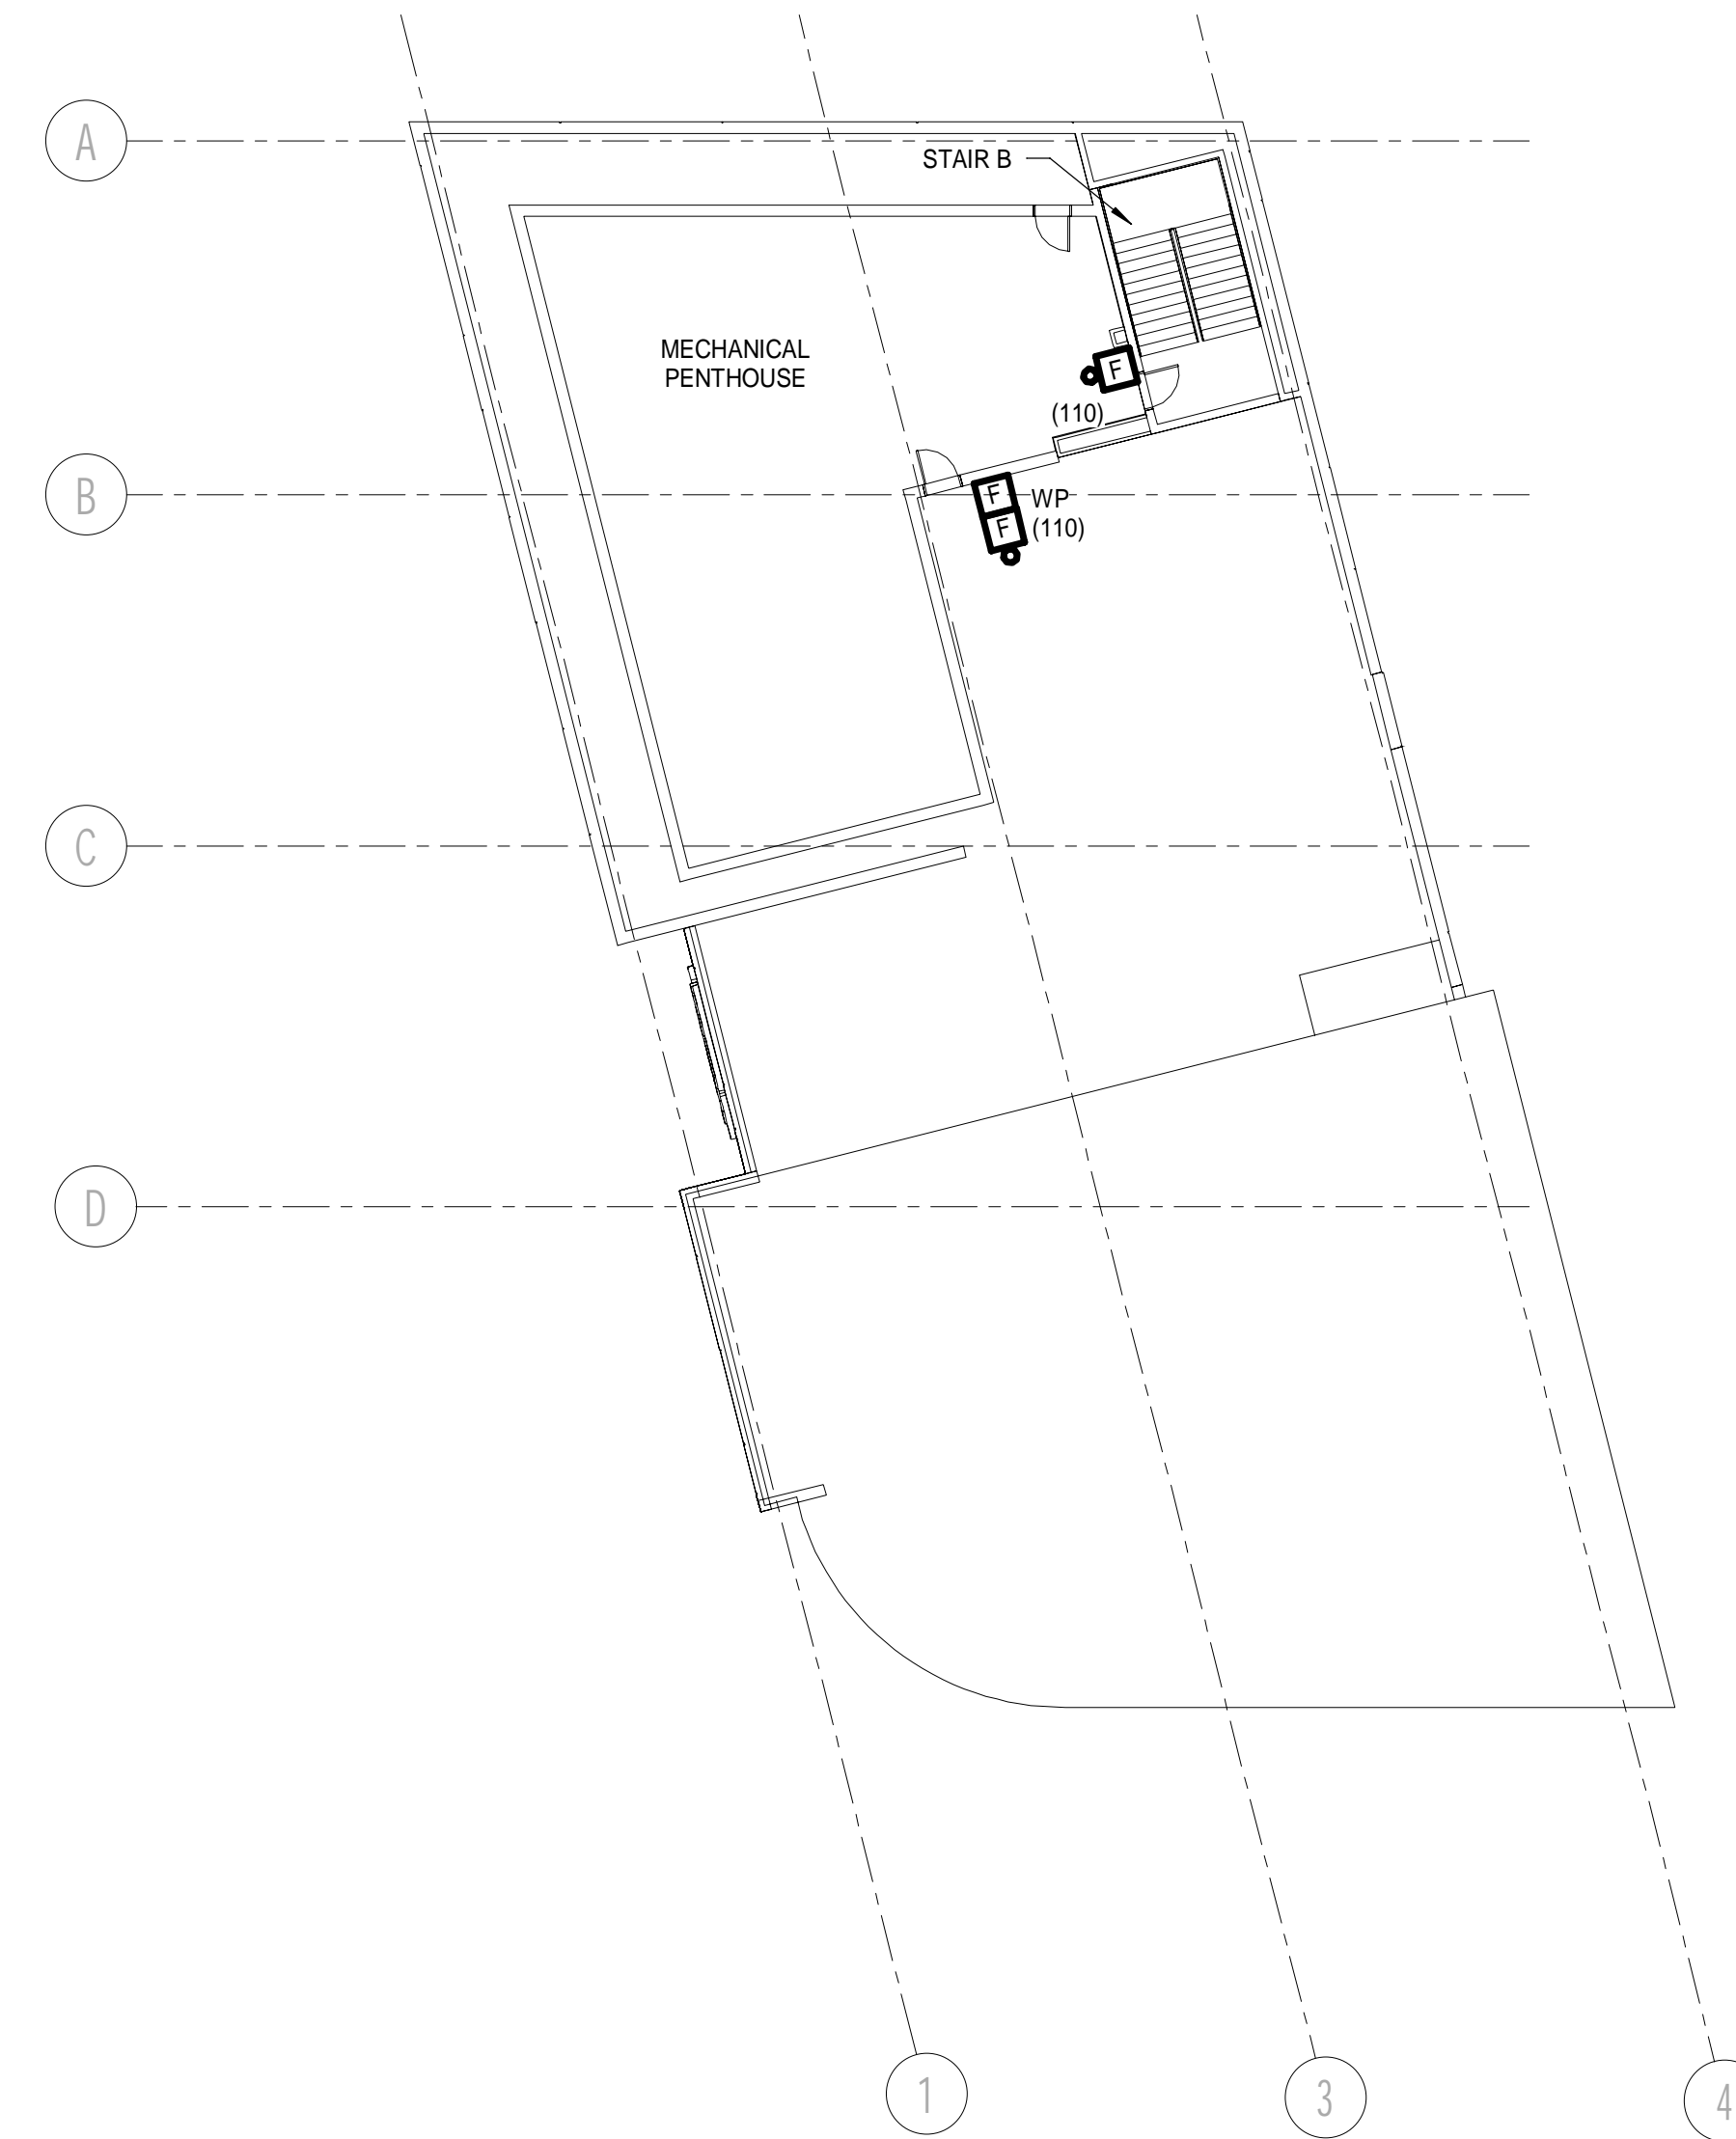 A
STAIR B
MECHANICAL
PENTHOUSE
F
(110)
B
F
WP
F
(110)
C
D
1
3
4